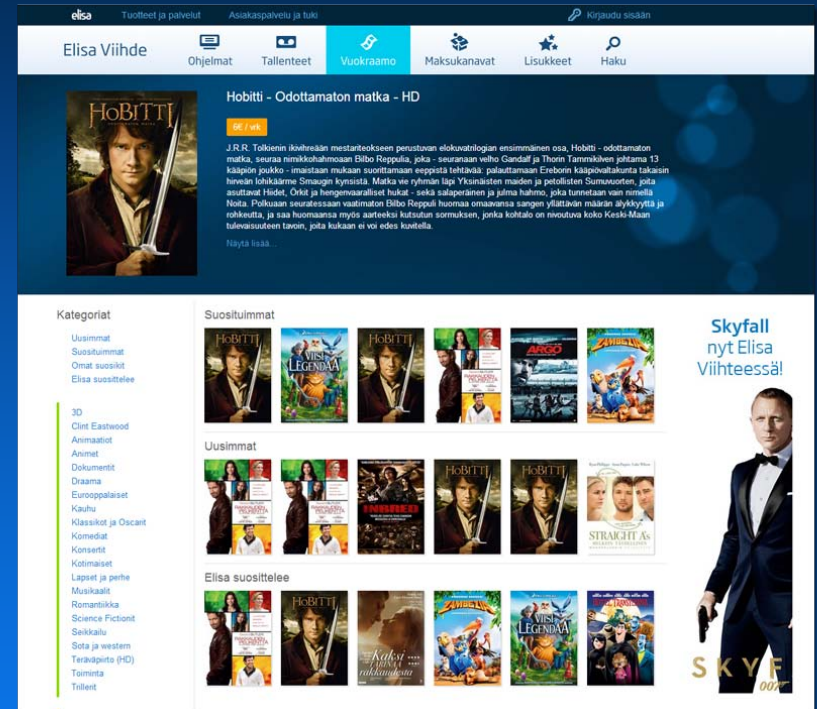 elisa Tuotteet ja palvelut Asiakaspalvelu ja tuki Kirjaudu sisään
Elisa Viihde Ohjelmat Tallenteet Vuokraamo Maksukanavat Lisukkeet Haku
HOBITTI
Hobitti - Odottamaton matka - HD
6€ / vrk
J.R.R. Tolkienin ikivihreään mestariteokseen perustuvan elokuvatrilogian ensimmäinen osa, Hobitti - odottamaton
matka, seuraa nimikkohahmoaan Bilbo Reppulia, joka - seuranaan velho Gandalf ja Thorin Tammikilven johtama 13
kääpiön joukko - imaistaan mukaan suorittamaan eeppistä tehtävää: palauttamaan Ereborin kääpiövaltakunta takaisin
hirveän lohikäärme Smaugin kynsistä. Matka vie ryhmän läpi Yksinäisten maiden ja petollisten Sumuvuorten, joita
asuttavat Hiidet, Örkit ja hengenvaaralliset hukat - sekä salaperäinen ja julma hahmo, joka tunnetaan vain nimellä
Noita. Polkuaan seuratessaan vaatimaton Bilbo Reppuli huomaa omaavansa sangen yllättävän määrän älykkyyttä ja
rohkeutta, ja saa huomaansa myös aarteeksi kutsutun sormuksen, jonka kohtalo on nivoutuva koko Keski-Maan
tulevaisuuteen tavoin, joita kukaan ei voi edes kuvitella.
Näytä lisää...
Kategoriat
Uusimmat
Suosituimmat
Omat suosikit
Elisa suosittelee
3D
Clint Eastwood
Animaatiot
Animet
Dokumentit
Draama
Eurooppalaiset
Kauhu
Klassikot ja Oscarit
Komediat
Konsertit
Kotimaiset
Lapset ja perhe
Musikaalit
Romantiikka
Science Fictionit
Seikkailu
Sota ja western
Teräväpiirto (HD)
Toiminta
Trillerit
Suosituimmat
HOBITTI VIISI LEGENDAA HOBITTI ARGO ZAMBEZIA
Uusimmat
INBRED HOBITTI HOBITTI STRAIGHT A's
Elisa suosittelee
HOBITTI Kaksi tarinaa rakkaudesta ZAMBEZIA VIISI LEGENDAA
Skyfall
nyt Elisa
Viihteessä!
SKYF
007